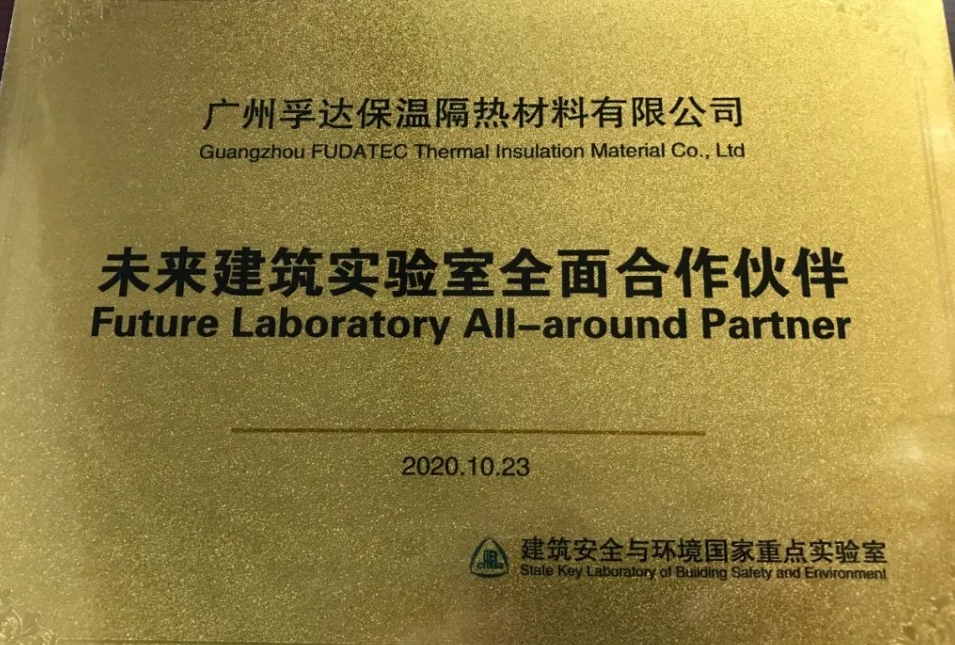 广州孚达保温隔热材料有限公司
Guangzhou FUDATEC Thermal Insulation Material Co., Ltd
未来建筑实验室全面合作伙伴
Future Laboratory All-around Partner
2020.10.23
建筑安全与环境国家重点实验室
State Key Laboratory of Building Safety and Environment